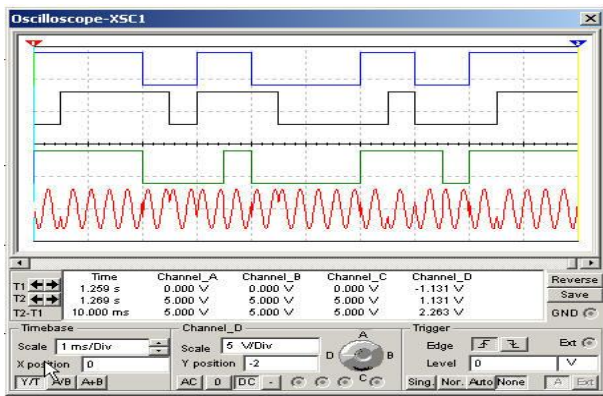 Oscilloscope-XSC1
Time Channel_A Channel_B Channel_C Channel_D
T1 1.259 s 0.000 V 0.000 V 0.000 V -1.131 V
T2 1.269 s 5.000 V 5.000 V 5.000 V 1.131 V
T2-T1 10.000 ms 5.000 V 5.000 V 5.000 V 2.263 V
Reverse
Save
GND
Timebase Channel_D Trigger
Scale 1 ms/Div Scale 5 V/Div A B C D Edge Ext
X position 0 Y position -2 Level 0 V
Y/T A/B A+B AC 0 DC - Sing. Nor. Auto None A Ext